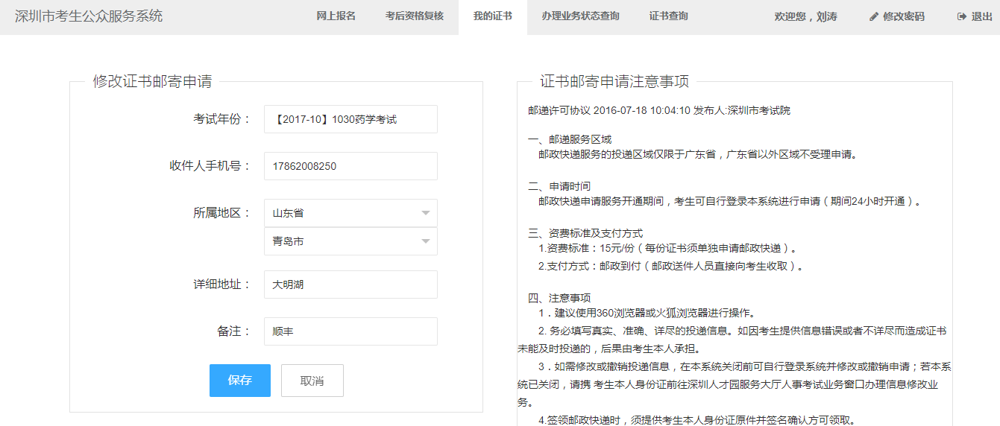 深圳市考生公众服务系统 网上报名 考后资格复核 我的证书 办理业务状态查询 证书查询 欢迎您，刘涛 修改密码 退出
修改证书邮寄申请
考试年份：
【2017-10】1030药学考试
收件人手机号：
17862008250
所属地区：
山东省
青岛市
详细地址：
大明湖
备注：
顺丰
保存 取消
证书邮寄申请注意事项
邮递许可协议 2016-07-18 10:04:10 发布人:深圳市考试院
一、邮递服务区域
邮政快递服务的投递区域仅限于广东省，广东省以外区域不受理申请。
二、申请时间
邮政快递申请服务开通期间，考生可自行登录本系统进行申请（期间24小时开通）。
三、资费标准及支付方式
1.资费标准：15元/份（每份证书须单独申请邮政快递）。
2.支付方式：邮政到付（邮政送件人员直接向考生收取）。
四、注意事项
1．建议使用360浏览器或火狐浏览器进行操作。
2. 务必填写真实、准确、详尽的投递信息。如因考生提供信息错误或者不详尽而造成证书
未能及时投递的，后果由考生本人承担。
3．如需修改或撤销投递信息，在本系统关闭前可自行登录系统并修改或撤销申请；若本系
统已关闭，请携 考生本人身份证前往深圳人才园服务大厅人事考试业务窗口办理信息修改业
务。
4.签领邮政快递时，须提供考生本人身份证原件并签名确认方可领取。